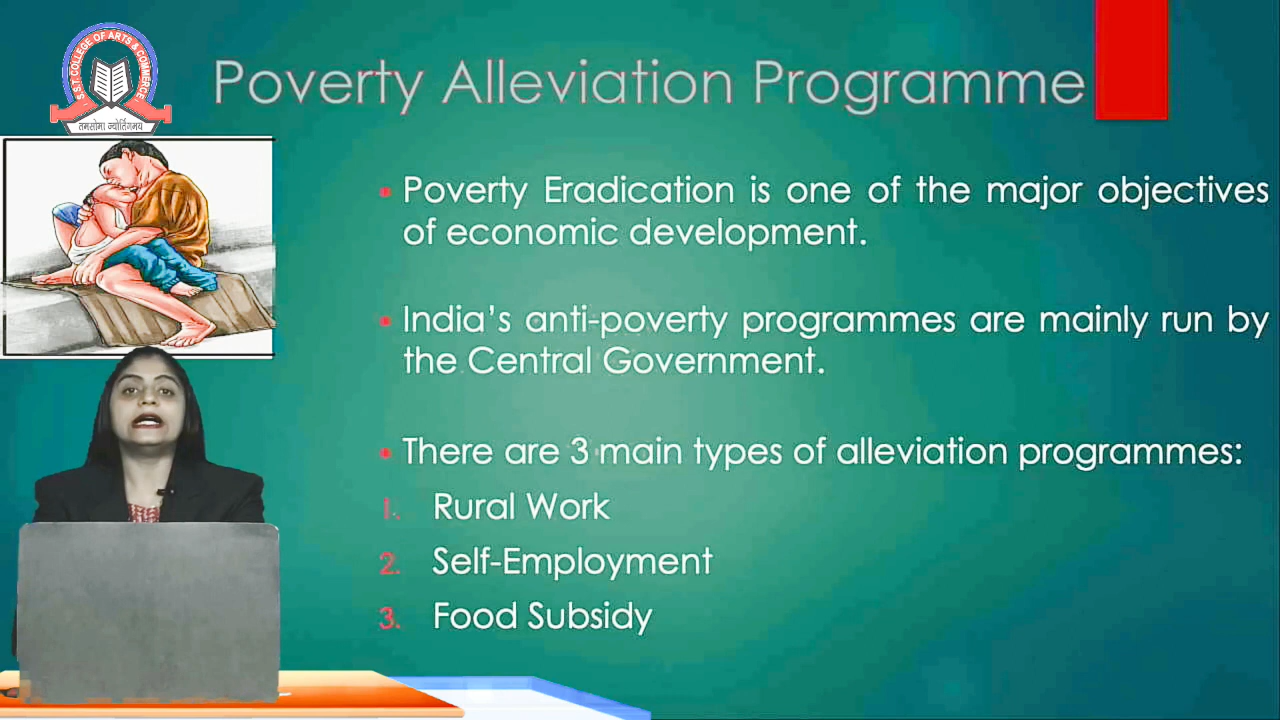 S.S.T. COLLEGE OF ARTS & COMMERCE
तमसोमा ज्योर्तिगमय
Poverty Alleviation Programme
Poverty Eradication is one of the major objectives
of economic development.
India's anti-poverty programmes are mainly run by
the Central Government.
There are 3 main types of alleviation programmes:
1. Rural Work
2. Self-Employment
3. Food Subsidy